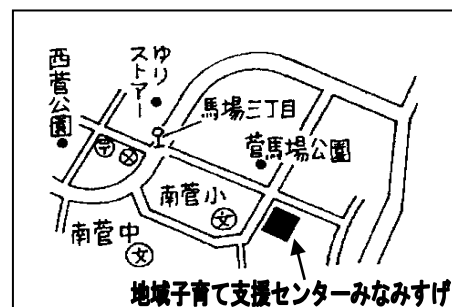 西菅公園
ゆり
ストアー
馬場三丁目
菅馬場公園
南菅小
文
南菅中
文
地域子育て支援センターみなみすげ